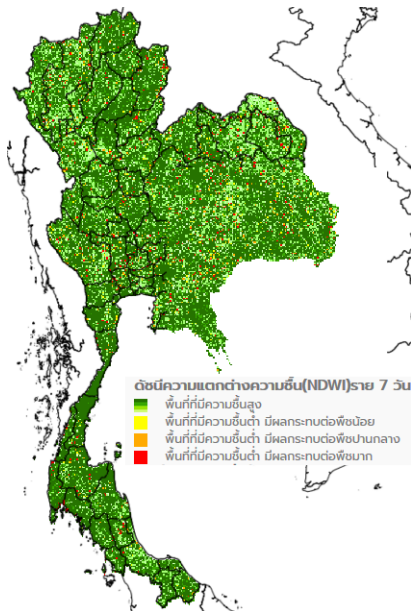 ดัชนีความแตกต่างความชื้น(NDWI)ราย 7 วัน
พื้นที่ที่มีความชื้นสูง
พื้นที่ที่มีความชื้นต่ำ มีผลกระทบต่อพืชน้อย
พื้นที่ที่มีความชื้นต่ำ มีผลกระทบต่อพืชปานกลาง
พื้นที่ที่มีความชื้นต่ำ มีผลกระทบต่อพืชมาก